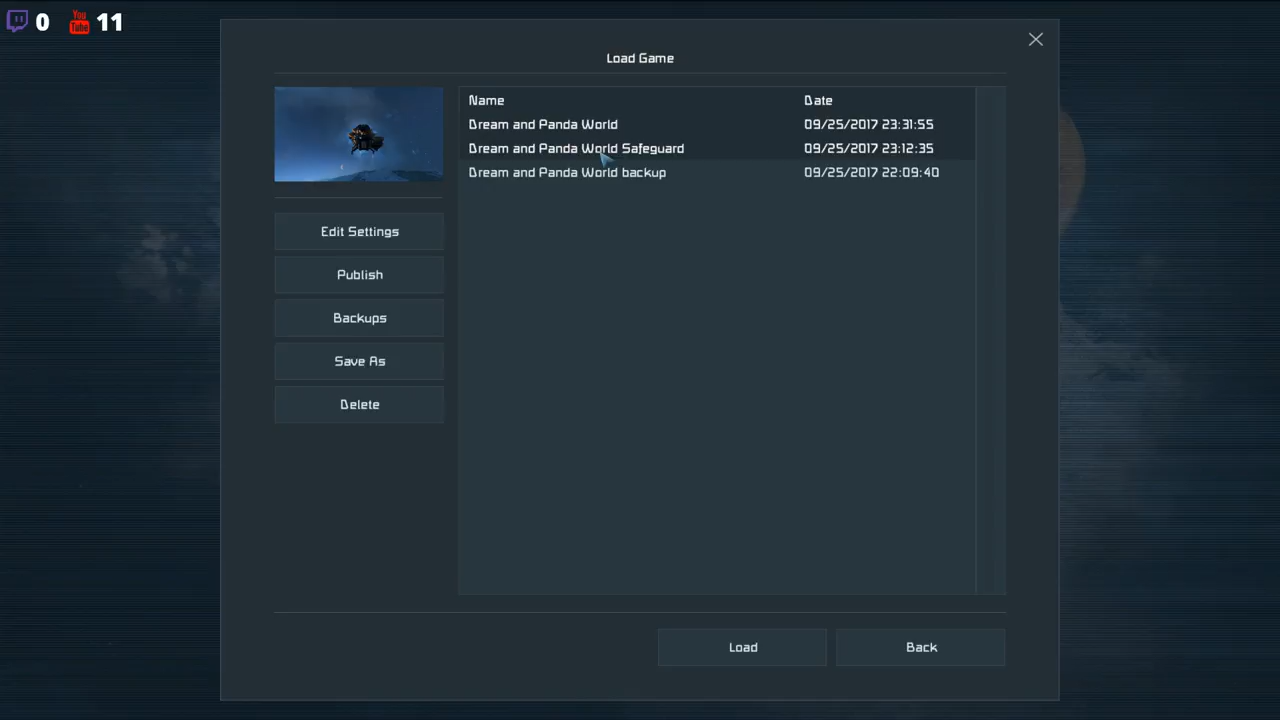 0 You Tube 11
Load Game
Name Date
Dream and Panda World 09/25/2017 23:31:55
Dream and Panda World Safeguard 09/25/2017 23:12:35
Dream and Panda World backup 09/25/2017 22:09:40
Edit Settings
Publish
Backups
Save As
Delete
Load Back